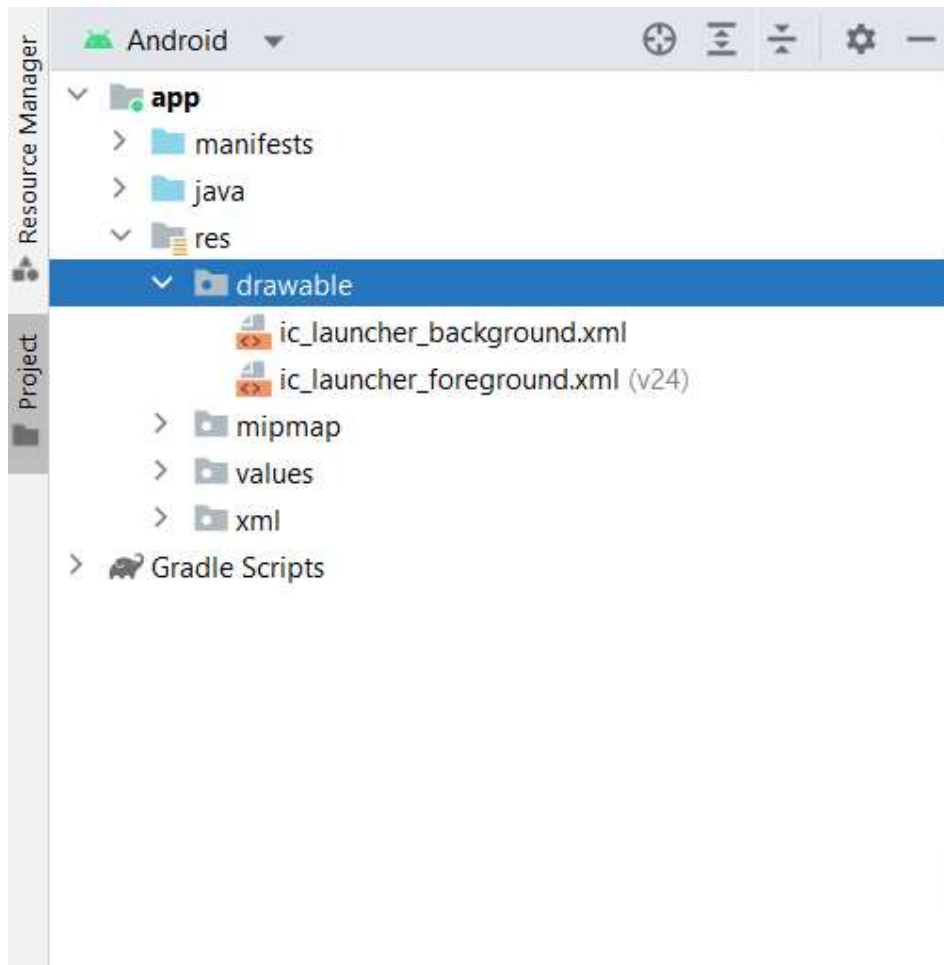 Android
app
manifests
java
res
drawable
ic_launcher_background.xml
ic_launcher_foreground.xml (v24)
mipmap
values
xml
Gradle Scripts
Resource Manager
Project